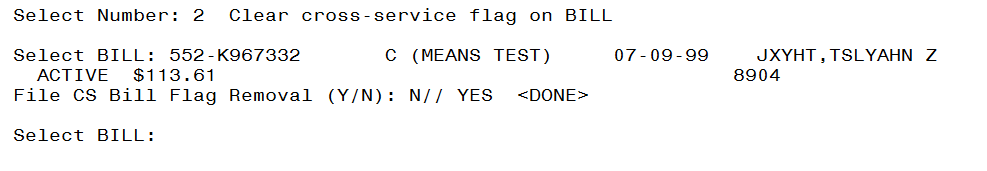 Select Number: 2  Clear cross-service flag on BILL
Select BILL: 552-K967332       C (MEANS TEST)     07-09-99    JXYHT,TSLYAHN Z
  ACTIVE  $113.61                                            8904
File CS Bill Flag Removal (Y/N): N// YES  <DONE>
Select BILL: